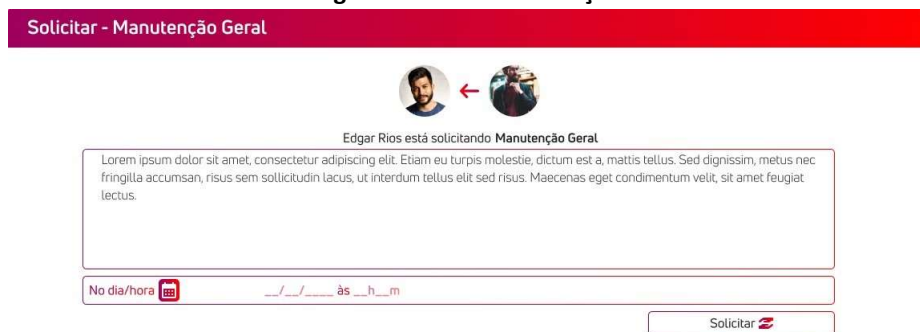 Solicitar - Manutenção Geral
Edgar Rios está solicitando Manutenção Geral
Lorem ipsum dolor sit amet, consectetur adipiscing elit. Etiam eu turpis molestie, dictum est a, mattis tellus. Sed dignissim, metus nec
fringilla accumsan, risus sem sollicitudin lacus, ut interdum tellus elit sed risus. Maecenas eget condimentum velit, sit amet feugiat
lectus.
No dia/hora __/__/____ às __h__m
Solicitar